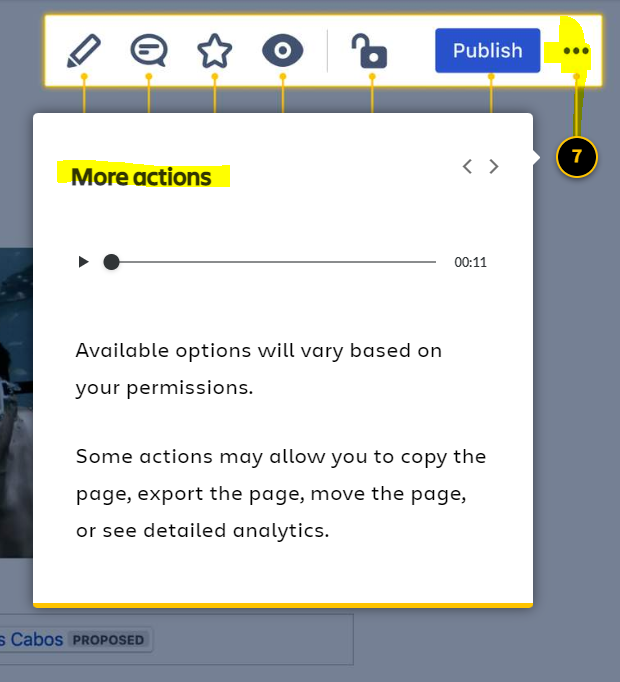 Publish
7
More actions
00:11
Available options will vary based on
your permissions.
Some actions may allow you to copy the
page, export the page, move the page,
or see detailed analytics.
s Cabos PROPOSED